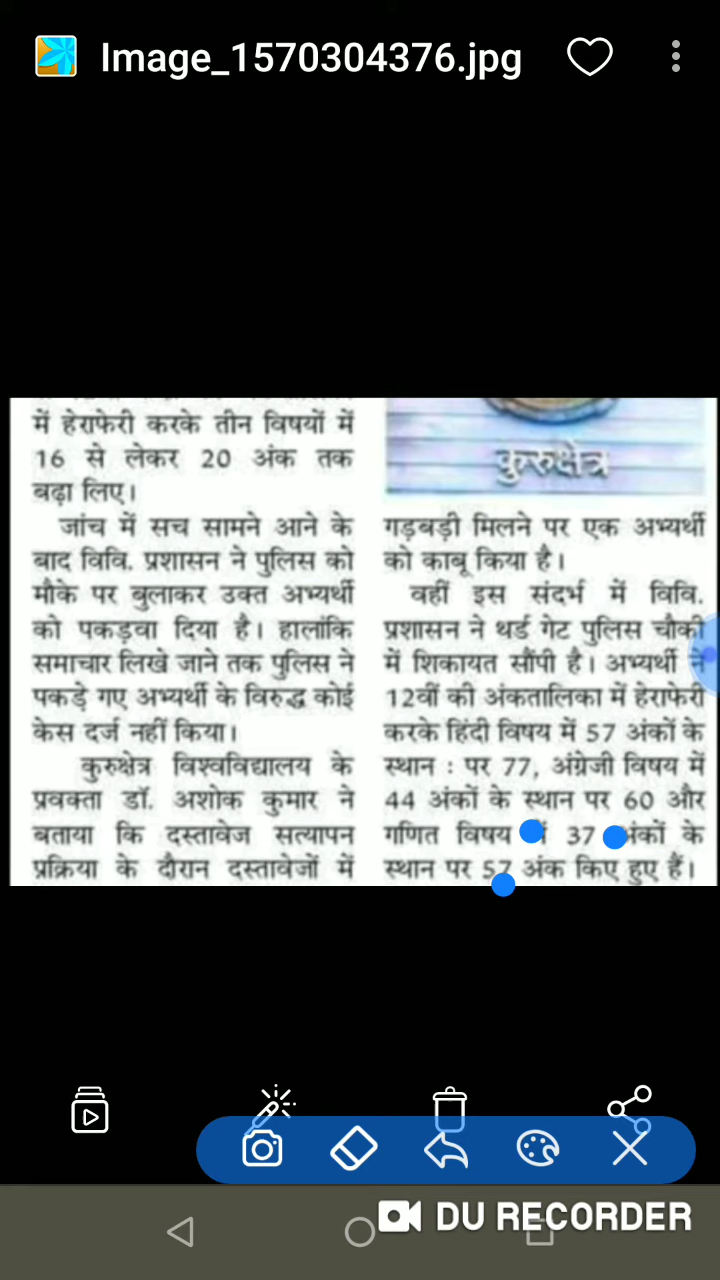 Image_1570304376.jpg
में हेराफेरी करके तीन विषयों में
16 से लेकर 20 अंक तक
बढ़ा लिए।
जांच में सच सामने आने के
बाद विवि. प्रशासन ने पुलिस को
मौके पर बुलाकर उक्त अभ्यर्थी
को पकड़वा दिया है। हालांकि
समाचार लिखे जाने तक पुलिस ने
पकड़े गए अभ्यर्थी के विरुद्ध कोई
केस दर्ज नहीं किया।
कुरुक्षेत्र विश्वविद्यालय के
प्रवक्ता डॉ. अशोक कुमार ने
बताया कि दस्तावेज सत्यापन
प्रक्रिया के दौरान दस्तावेजों में
कुरुक्षेत्र
गड़बड़ी मिलने पर एक अभ्यर्थी
को काबू किया है।
वहीं इस संदर्भ में विवि.
प्रशासन ने थर्ड गेट पुलिस चौकी
में शिकायत सौंपी है। अभ्यर्थी ने
12वीं की अंकतालिका में हेराफेरी
करके हिंदी विषय में 57 अंकों के
स्थान : पर 77, अंग्रेजी विषय में
44 अंकों के स्थान पर 60 और
गणित विषय में 37 अंकों के
स्थान पर 57 अंक किए हुए हैं।
DU RECORDER